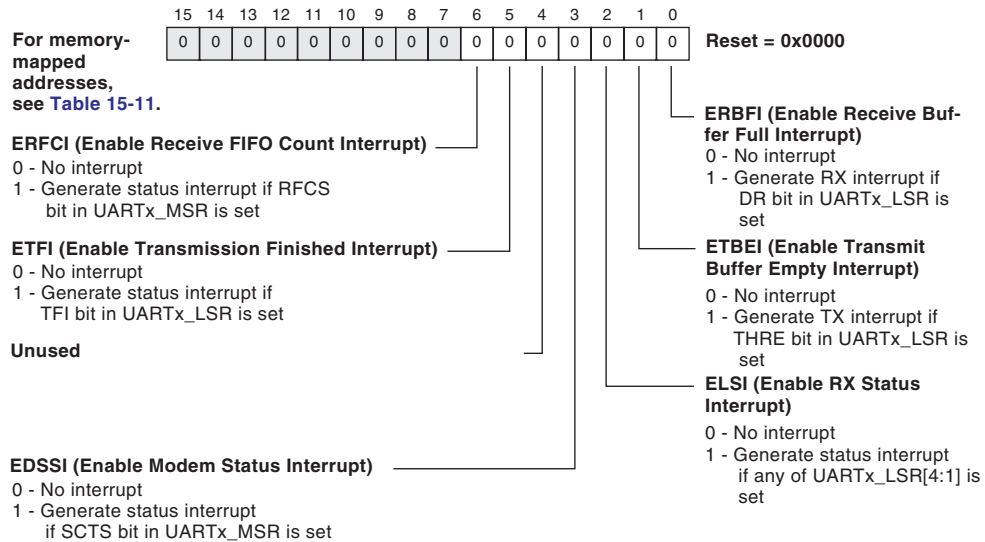 15 14 13 12 11 10 9 8 7 6 5 4 3 2 1 0
For memory-
mapped
addresses,
see Table 15-11.
0 0 0 0 0 0 0 0 0 0 0 0 0 0 0 0
Reset = 0x0000
ERFCI (Enable Receive FIFO Count Interrupt)
0 - No interrupt
1 - Generate status interrupt if RFCS
bit in UARTx_MSR is set
ETFI (Enable Transmission Finished Interrupt)
0 - No interrupt
1 - Generate status interrupt if
TFI bit in UARTx_LSR is set
Unused
EDSSI (Enable Modem Status Interrupt)
0 - No interrupt
1 - Generate status interrupt
if SCTS bit in UARTx_MSR is set
ERBFI (Enable Receive Buf-
fer Full Interrupt)
0 - No interrupt
1 - Generate RX interrupt if
DR bit in UARTx_LSR is
set
ETBEI (Enable Transmit
Buffer Empty Interrupt)
0 - No interrupt
1 - Generate TX interrupt if
THRE bit in UARTx_LSR is
set
ELSI (Enable RX Status
Interrupt)
0 - No interrupt
1 - Generate status interrupt
if any of UARTx_LSR[4:1] is
set